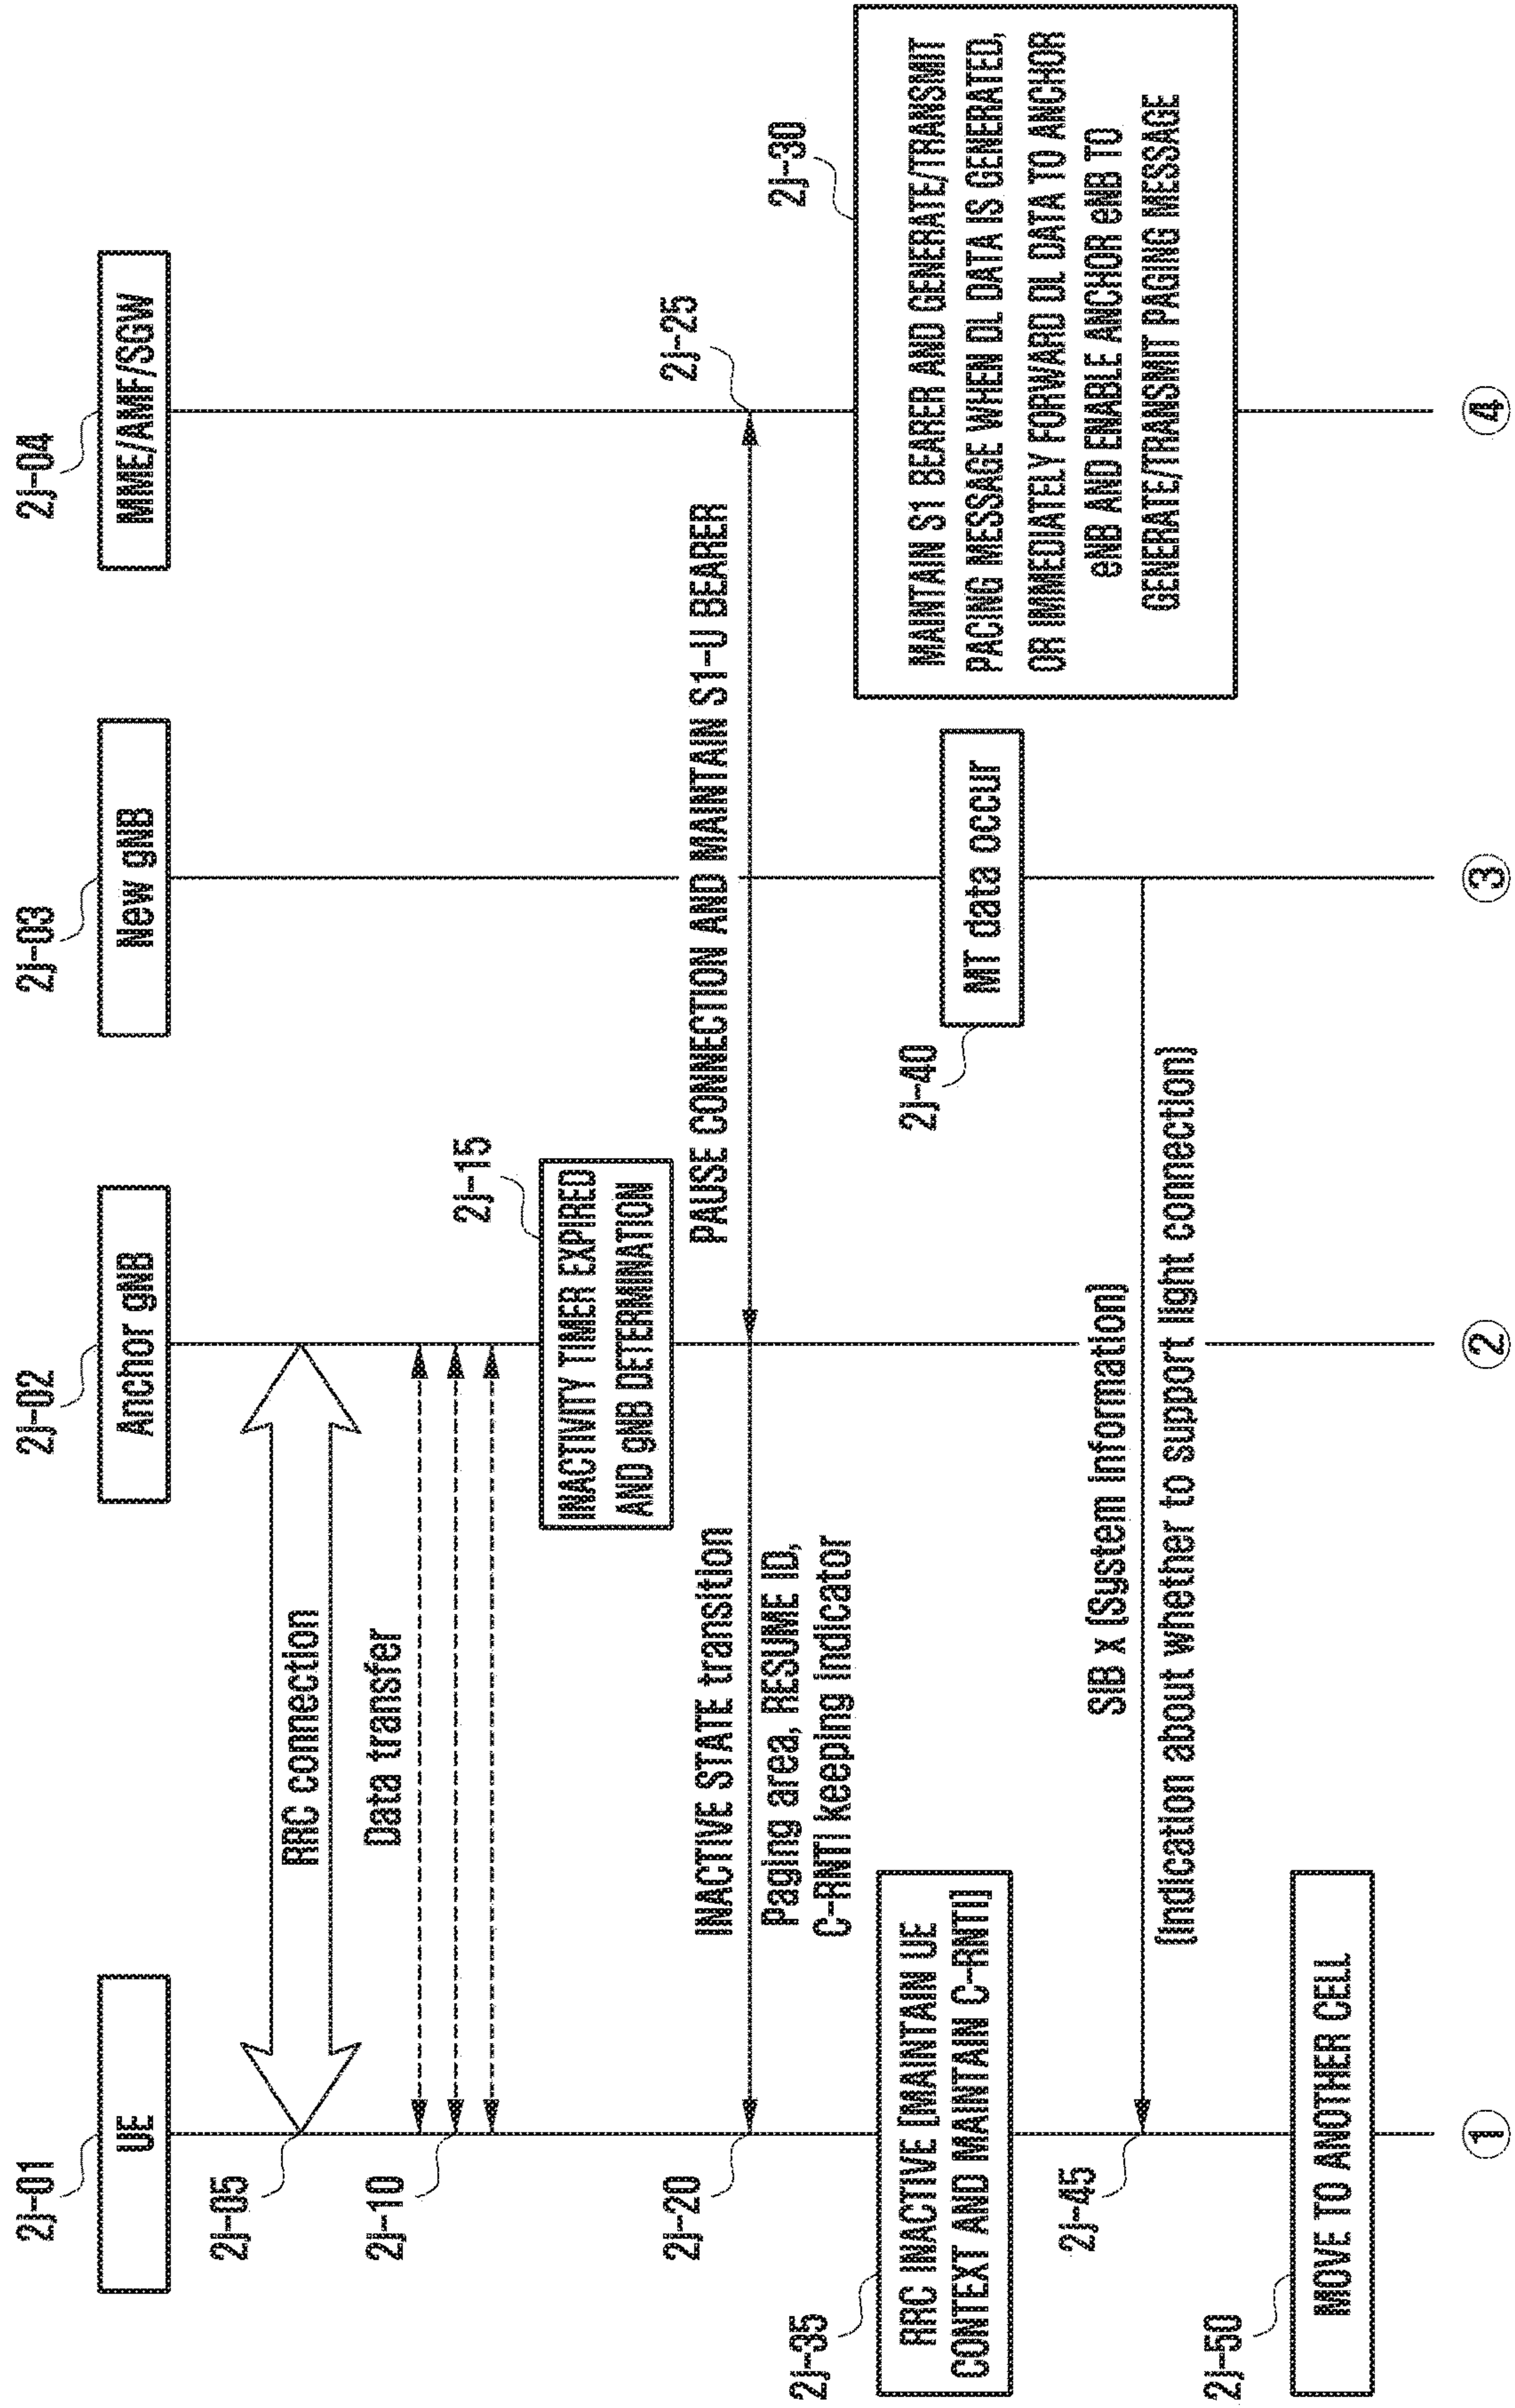 2j-01
2j-02
2j-03
2j-04
UE
Anchor gNB
New gNB
MME/AMF/SGW
2j-05
RRC connection
2j-10
Data transfer
2j-15
INACTIVITY TIMER EXPIRED
AND gNB DETERMINATION
2j-20
INACTIVE STATE transition
Paging area, RESUME ID,
C-RNTI keeping indicator
PAUSE CONNECTION AND MAINTAIN S1-U BEARER
2j-25
2j-30
MAINTAIN S1 BEARER AND GENERATE/TRANSMIT
PAGING MESSAGE WHEN DL DATA IS GENERATED,
OR IMMEDIATELY FORWARD DL DATA TO ANCHOR
eNB AND ENABLE ANCHOR eNB TO
GENERATE/TRANSMIT PAGING MESSAGE
2j-35
RRC INACTIVE [MAINTAIN UE
CONTEXT AND MAINTAIN C-RNTI]
2j-40
MT data occur
2j-45
SIB x (System information)
(Indication about whether to support light connection)
2j-50
MOVE TO ANOTHER CELL
①
②
③
④